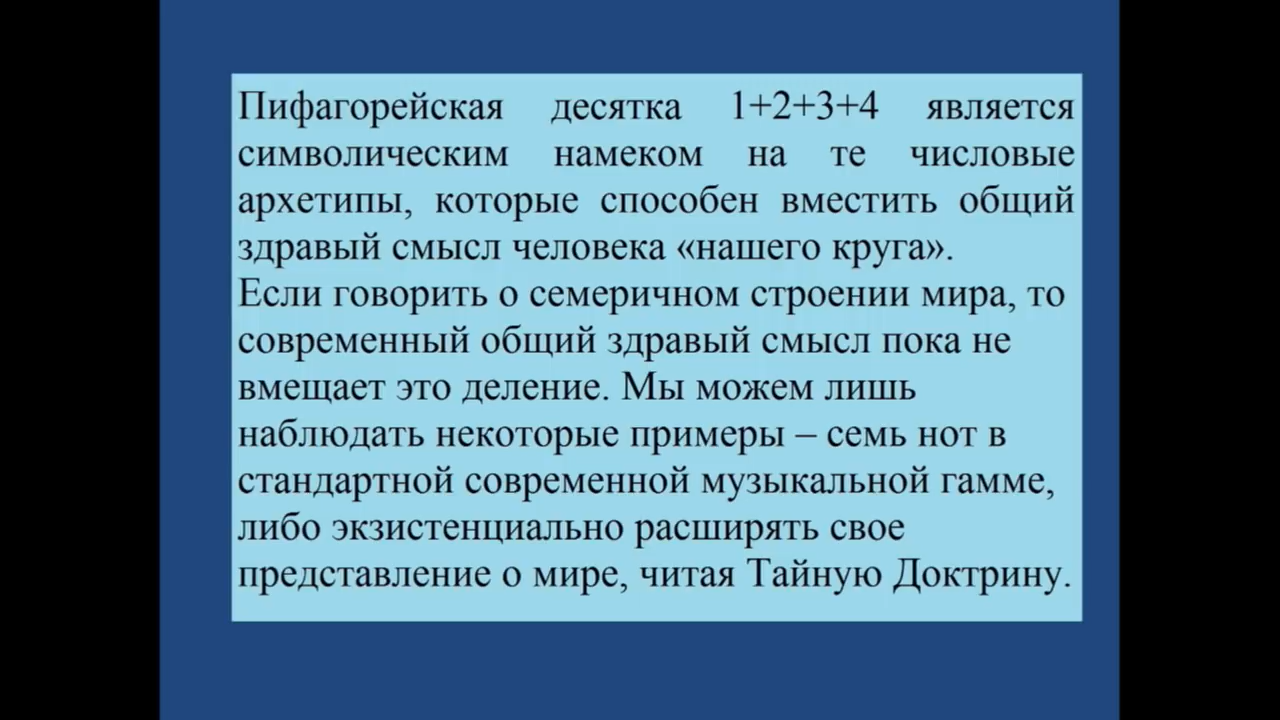 Пифагорейская десятка 1+2+3+4 является
символическим намеком на те числовые
архетипы, которые способен вместить общий
здравый смысл человека «нашего круга».
Если говорить о семеричном строении мира, то
современный общий здравый смысл пока не
вмещает это деление. Мы можем лишь
наблюдать некоторые примеры – семь нот в
стандартной современной музыкальной гамме,
либо экзистенциально расширять свое
представление о мире, читая Тайную Доктрину.